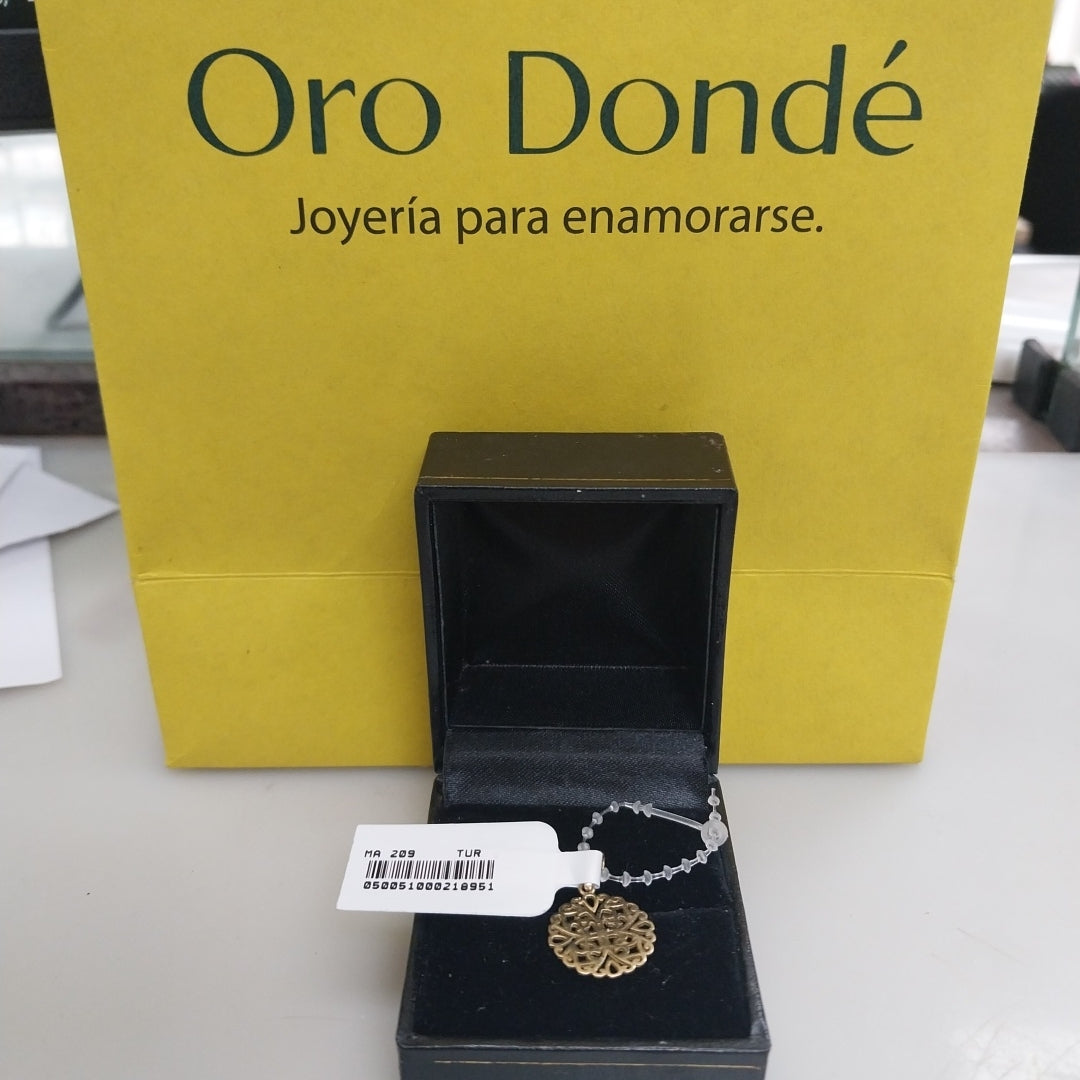 Oro Dondé
Joyería para enamorarse.
MA 209 TUR
050051000218951